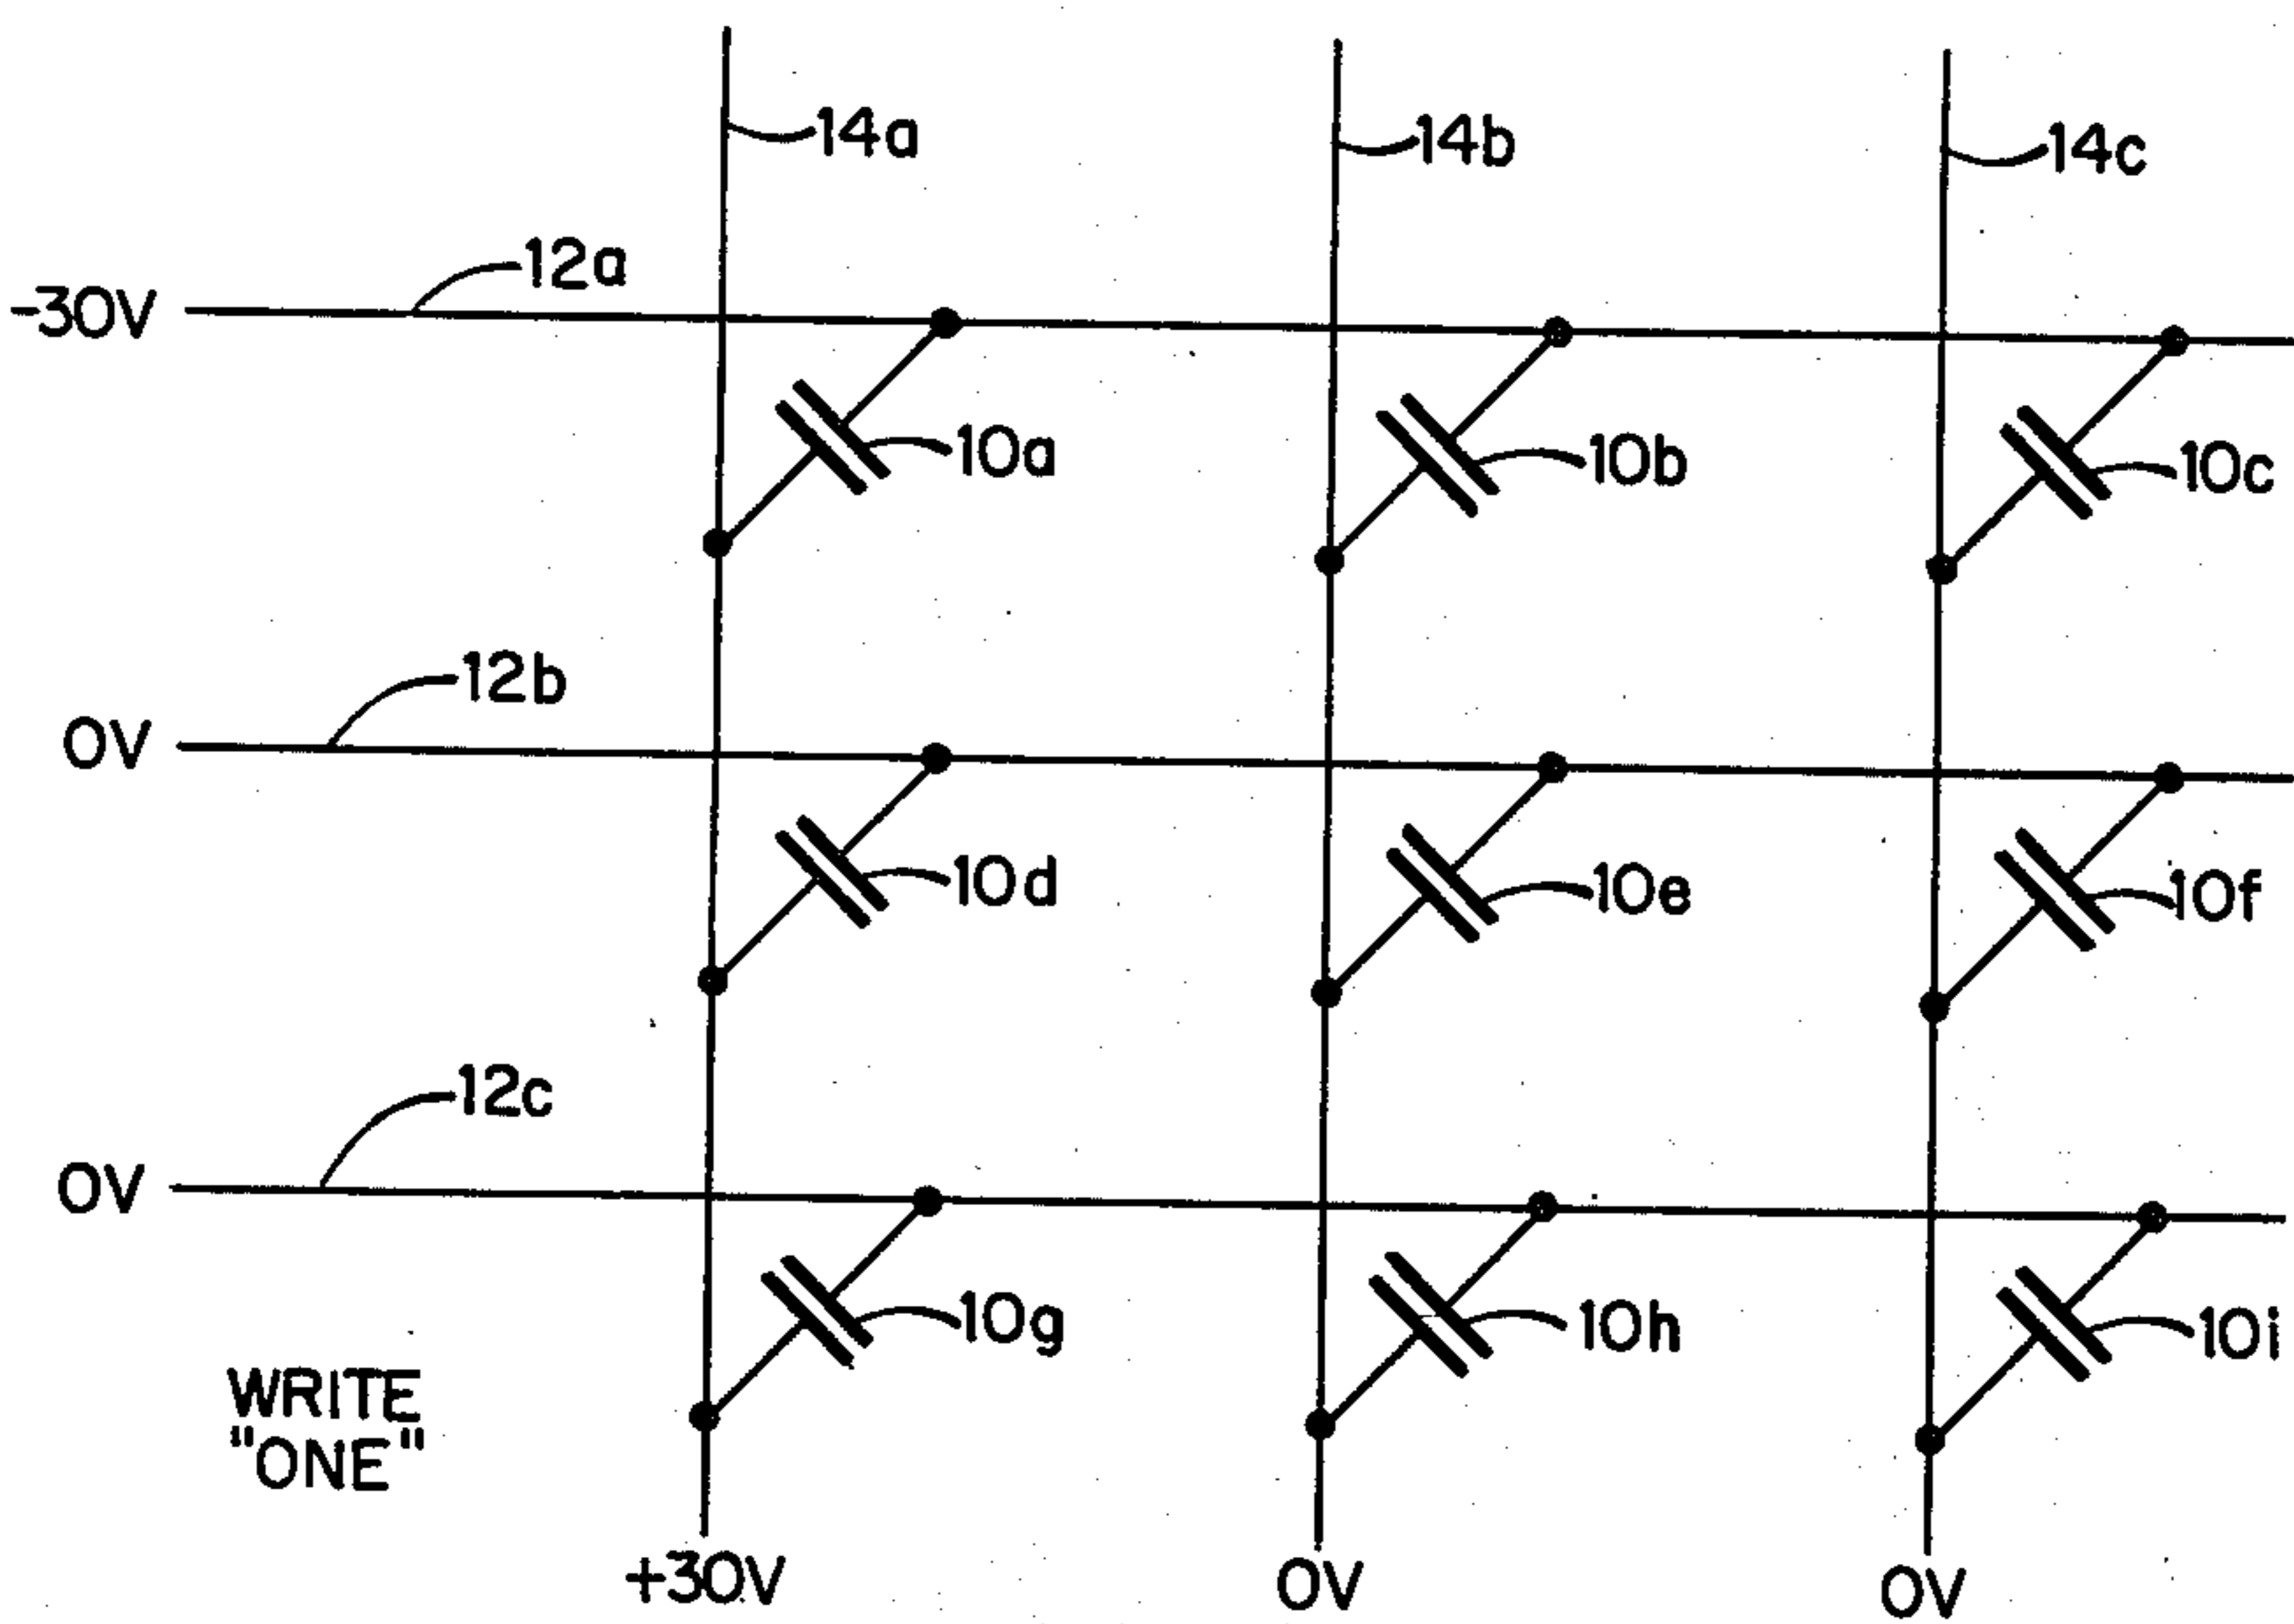 14a
14b
14c
12a
-30V
10a
10b
10c
12b
0V
10d
10e
10f
12c
0V
10g
10h
10i
WRITE
"ONE"
+30V
0V
0V